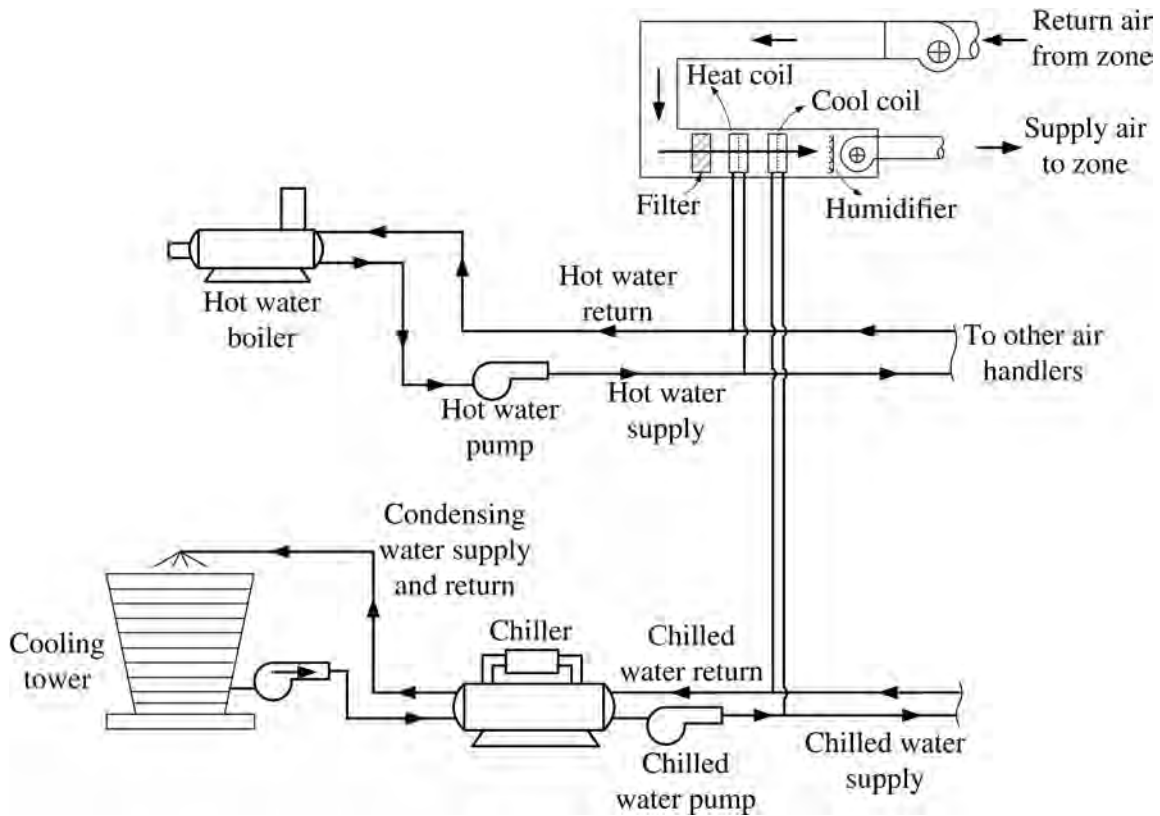 Return air
from zone
Heat coil
Cool coil
Supply air
to zone
Filter
Humidifier
Hot water
boiler
Hot water
return
To other air
handlers
Hot water
pump
Hot water
supply
Condensing
water supply
and return
Cooling
tower
Chiller
Chilled
water return
Chilled
water pump
Chilled water
supply